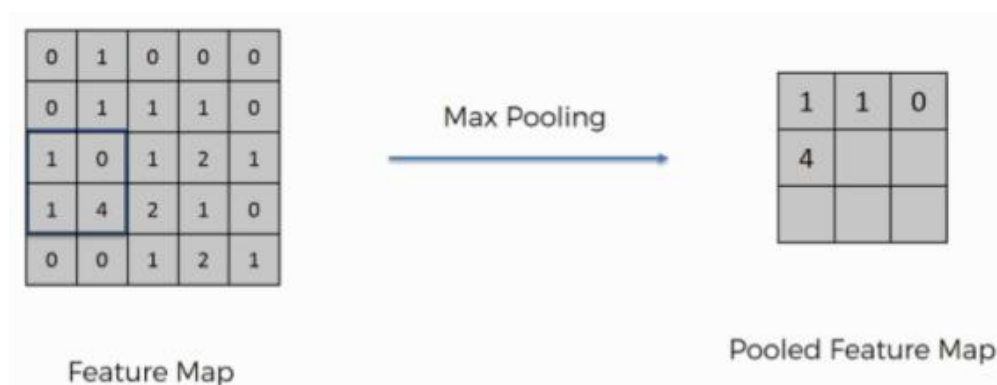 0 1 0 0 0
0 1 1 1 0
1 0 1 2 1
1 4 2 1 0
0 0 1 2 1
Feature Map
Max Pooling
1 1 0
4
Pooled Feature Map